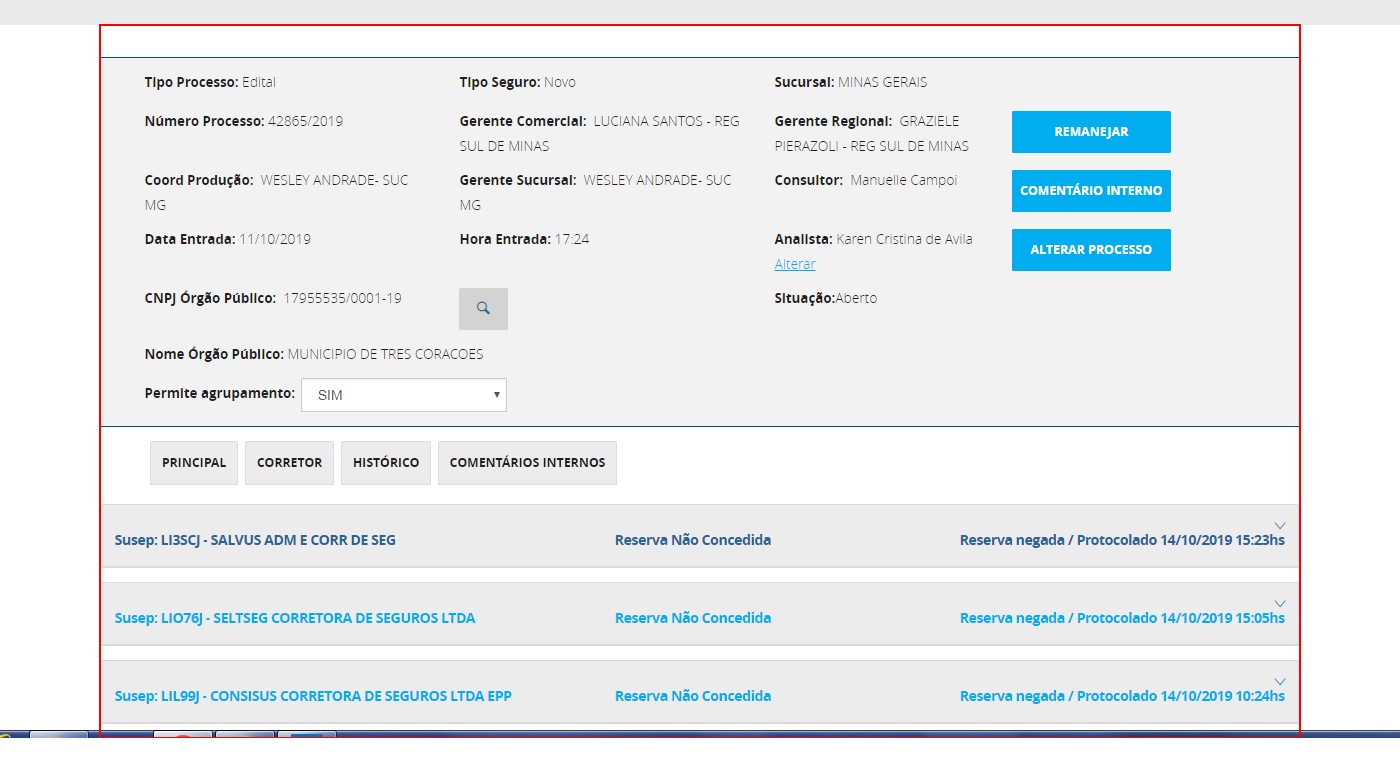 Tipo Processo: Edital
Tipo Seguro: Novo
Sucursal: MINAS GERAIS
Número Processo: 42865/2019
Gerente Comercial: LUCIANA SANTOS - REG
SUL DE MINAS
Gerente Regional: GRAZIELE
PIERAZOLI - REG SUL DE MINAS
REMANEJAR
Coord Produção: WESLEY ANDRADE- SUC
MG
Gerente Sucursal: WESLEY ANDRADE- SUC
MG
Consultor: Manuelle Campoi
COMENTÁRIO INTERNO
Data Entrada: 11/10/2019
Hora Entrada: 17:24
Analista: Karen Cristina de Avila
Alterar
ALTERAR PROCESSO
CNPJ Órgão Público: 17955535/0001-19
Situação:Aberto
Nome Órgão Público: MUNICIPIO DE TRES CORACOES
Permite agrupamento: SIM
PRINCIPAL
CORRETOR
HISTÓRICO
COMENTÁRIOS INTERNOS
Susep: LI3SCJ - SALVUS ADM E CORR DE SEG
Reserva Não Concedida
Reserva negada / Protocolado 14/10/2019 15:23hs
Susep: LIO76J - SELTSEG CORRETORA DE SEGUROS LTDA
Reserva Não Concedida
Reserva negada / Protocolado 14/10/2019 15:05hs
Susep: LIL99J - CONSISUS CORRETORA DE SEGUROS LTDA EPP
Reserva Não Concedida
Reserva negada / Protocolado 14/10/2019 10:24hs